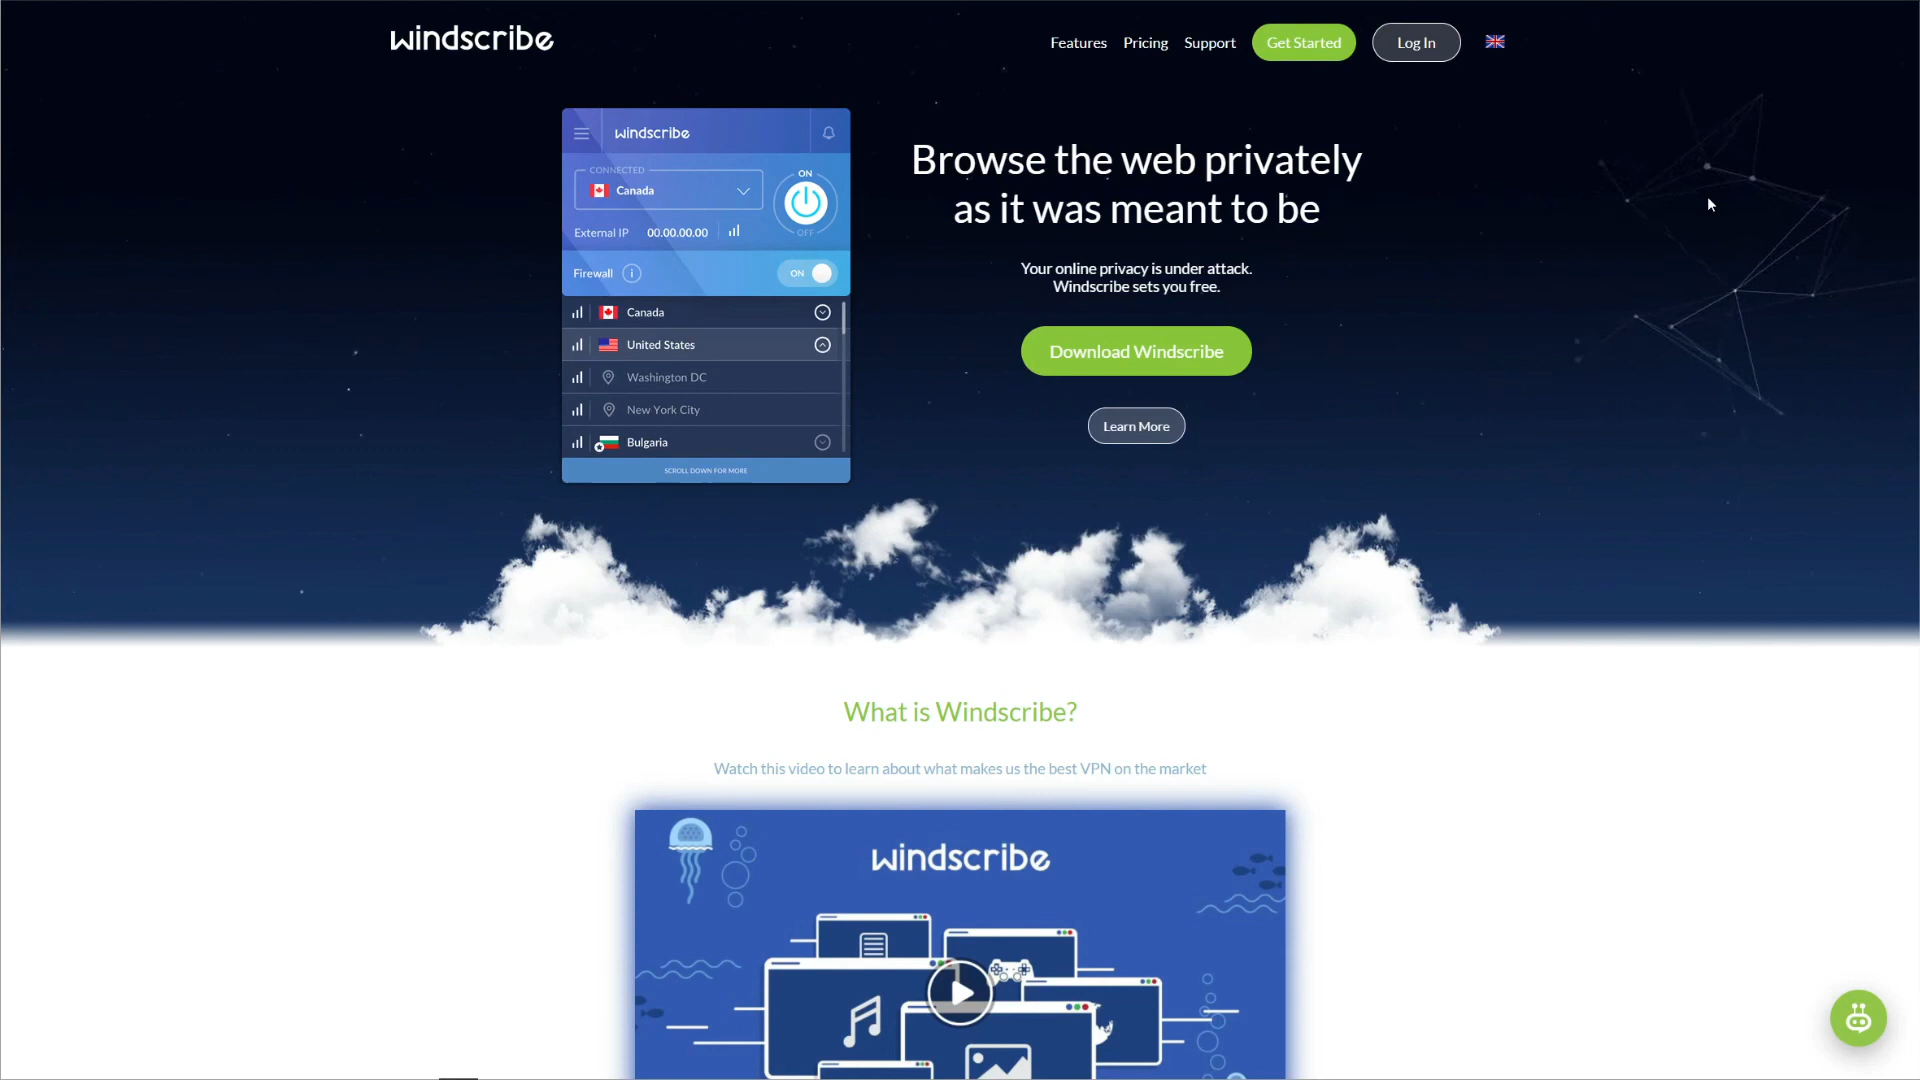 windscribe
Features
Pricing
Support
Get Started
Log In
windscribe
CONNECTED
Canada
ON
OFF
External IP
00.00.00.00
Firewall
i
ON
Canada
United States
Washington DC
New York City
Bulgaria
SCROLL DOWN FOR MORE
Browse the web privately
as it was meant to be
Your online privacy is under attack.
Windscribe sets you free.
Download Windscribe
Learn More
What is Windscribe?
Watch this video to learn about what makes us the best VPN on the market
windscribe